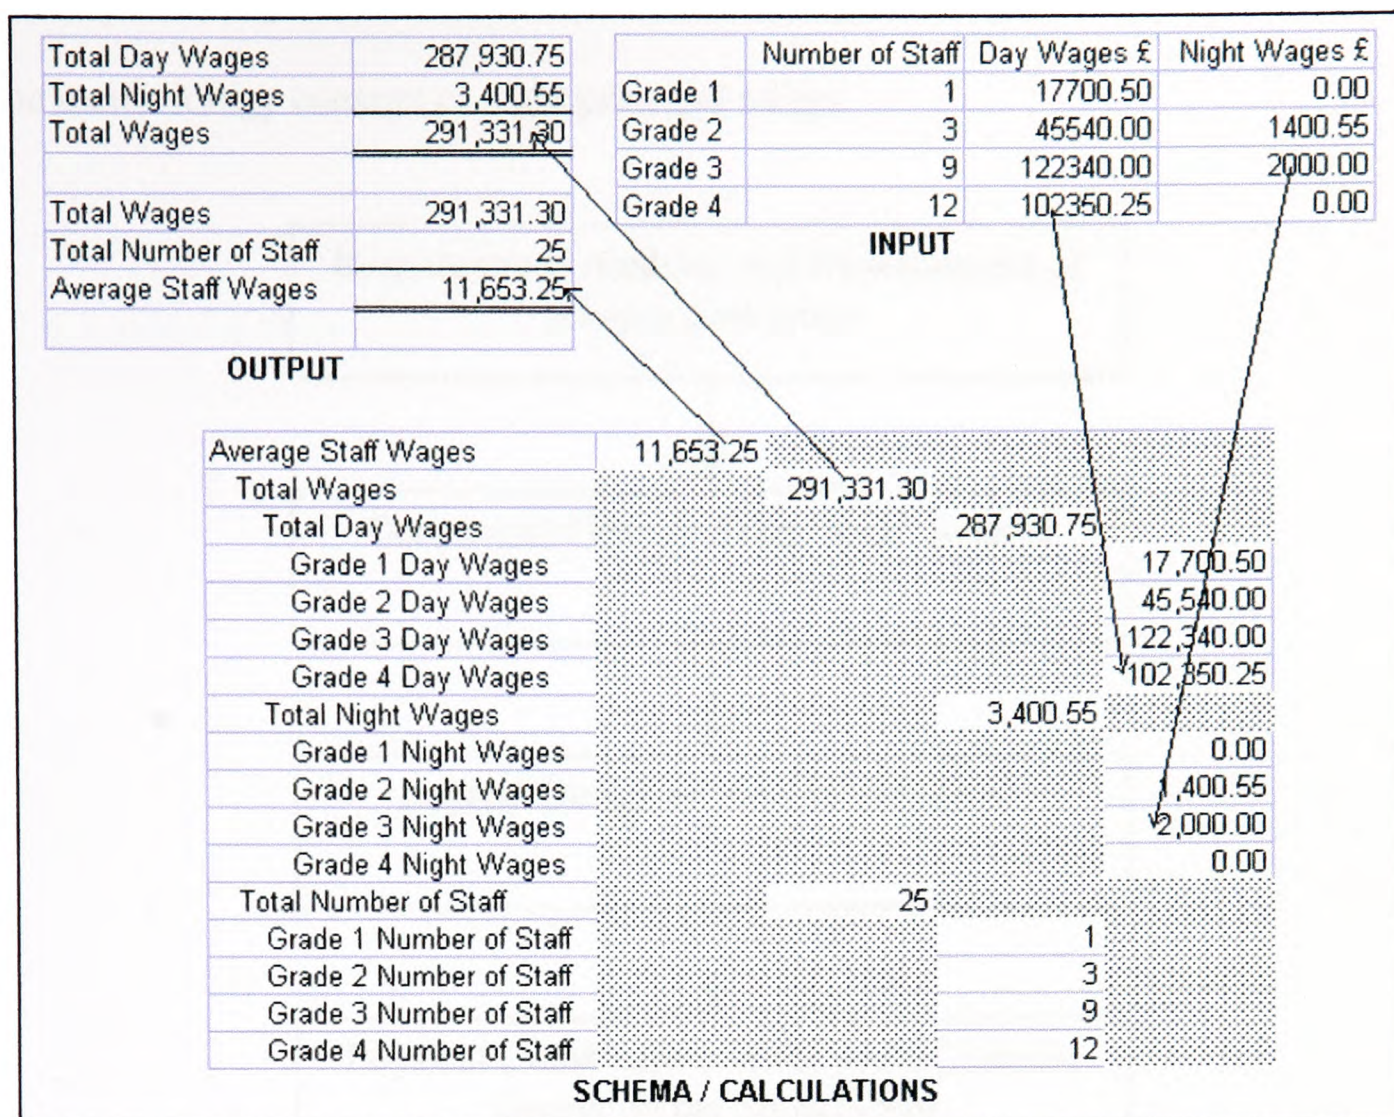 Total Day Wages 287,930.75
Total Night Wages 3,400.55
Total Wages 291,331.30
Total Wages 291,331.30
Total Number of Staff 25
Average Staff Wages 11,653.25
OUTPUT
Number of Staff Day Wages £ Night Wages £
Grade 1 1 17700.50 0.00
Grade 2 3 45540.00 1400.55
Grade 3 9 122340.00 2000.00
Grade 4 12 102350.25 0.00
INPUT
Average Staff Wages 11,653.25
Total Wages 291,331.30
Total Day Wages 287,930.75
Grade 1 Day Wages 17,700.50
Grade 2 Day Wages 45,540.00
Grade 3 Day Wages 122,340.00
Grade 4 Day Wages 102,350.25
Total Night Wages 3,400.55
Grade 1 Night Wages 0.00
Grade 2 Night Wages 1,400.55
Grade 3 Night Wages 2,000.00
Grade 4 Night Wages 0.00
Total Number of Staff 25
Grade 1 Number of Staff 1
Grade 2 Number of Staff 3
Grade 3 Number of Staff 9
Grade 4 Number of Staff 12
SCHEMA / CALCULATIONS